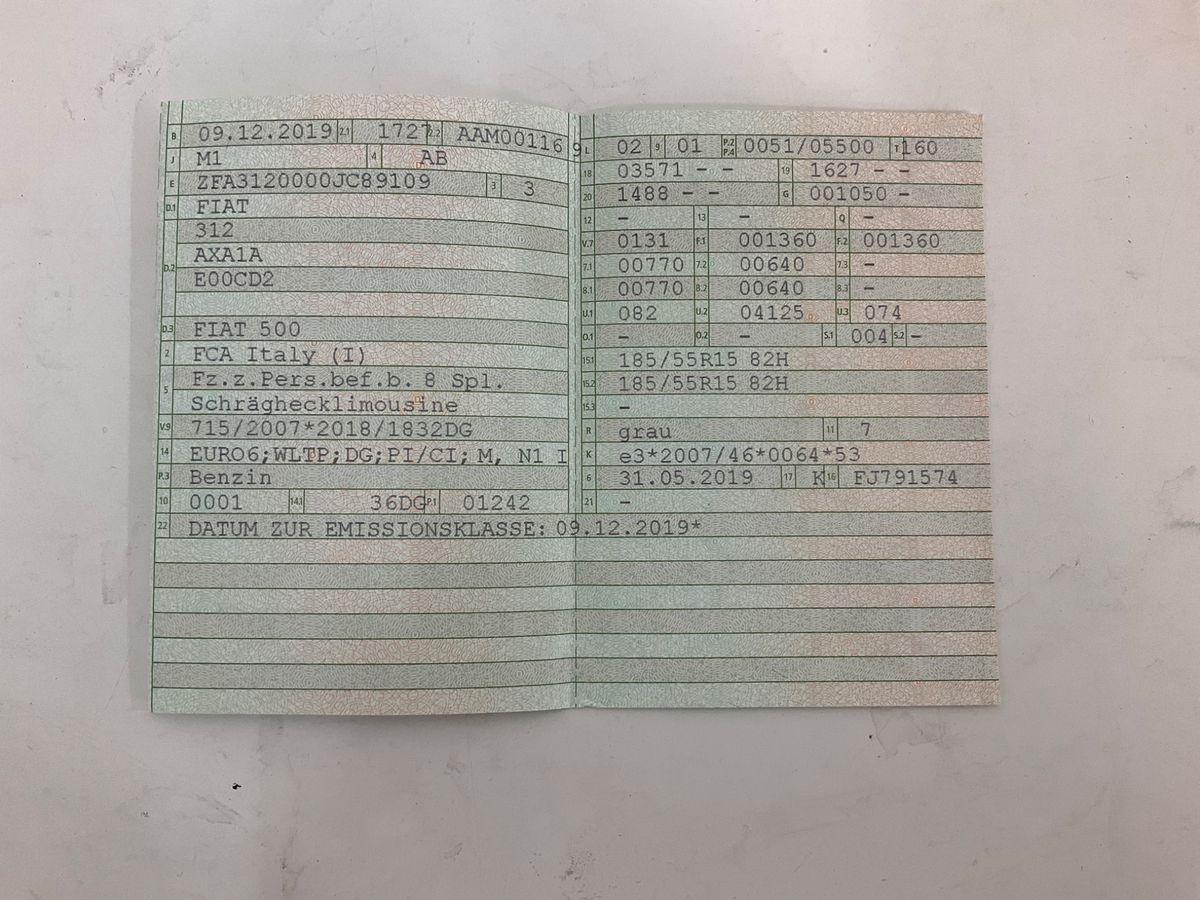 B 09.12.2019 2.1 1727 2.2 AAM00116 9
J M1 4 AB
E ZFA3120000JC89109 3 3
D.1 FIAT
312
D.2 AXA1A
E00CD2
D.3 FIAT 500
2 FCA Italy (I)
5 Fz.z.Pers.bef.b. 8 Spl.
Schräghecklimousine
V.9 715/2007*2018/1832DG
14 EURO6;WLTP;DG;PI/CI; M, N1 I
P.3 Benzin
10 0001 14.1 36DG P.1 01242
22 DATUM ZUR EMISSIONSKLASSE: 09.12.2019*
L 02 9 01 P.2 P.4 0051/05500 T 160
18 03571 - - 19 1627 - -
20 1488 - - G 001050 -
12 - 13 - Q -
V.7 0131 F.1 001360 F.2 001360
7.1 00770 7.2 00640 7.3 -
8.1 00770 8.2 00640 8.3 -
U.1 082 U.2 04125 U.3 074
O.1 - O.2 - S.1 004 S.2 -
15.1 185/55R15 82H
15.2 185/55R15 82H
15.3 -
R grau 11 7
K e3*2007/46*0064*53
6 31.05.2019 17 K 16 FJ791574
21 -